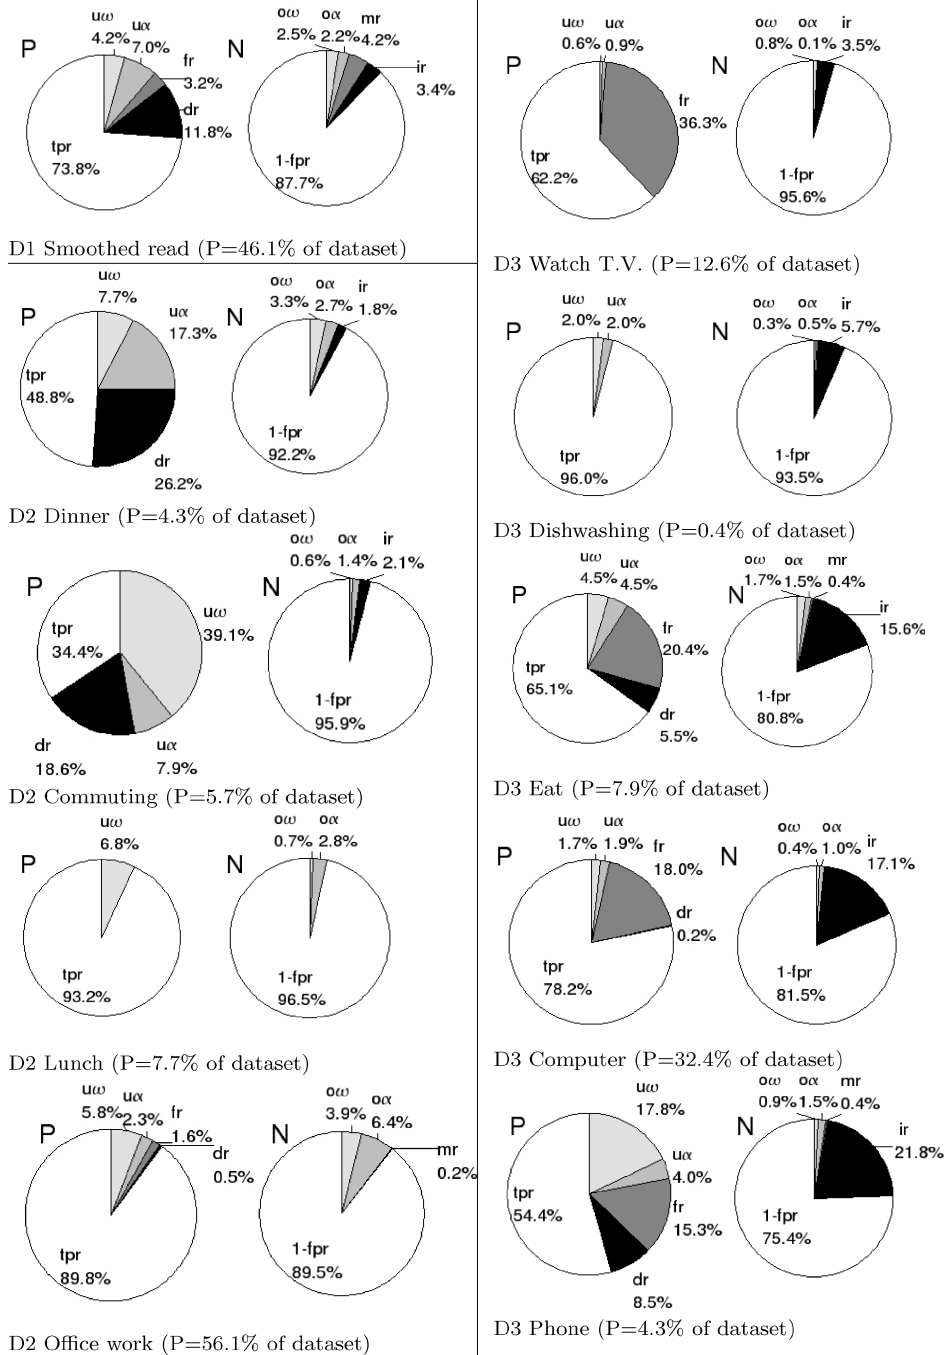 P
uω
4.2%
uα
7.0%
fr
3.2%
dr
11.8%
tpr
73.8%
N
oω
2.5%
oα
2.2%
mr
4.2%
ir
3.4%
1-fpr
87.7%
D1 Smoothed read (P=46.1% of dataset)
P
uω
7.7%
uα
17.3%
tpr
48.8%
dr
26.2%
N
oω
3.3%
oα
2.7%
ir
1.8%
1-fpr
92.2%
D2 Dinner (P=4.3% of dataset)
P
uω
39.1%
tpr
34.4%
dr
18.6%
uα
7.9%
N
oω
0.6%
oα
1.4%
ir
2.1%
1-fpr
95.9%
D2 Commuting (P=5.7% of dataset)
P
uω
6.8%
tpr
93.2%
N
oω
0.7%
oα
2.8%
1-fpr
96.5%
D2 Lunch (P=7.7% of dataset)
P
uω
5.8%
uα
2.3%
fr
1.6%
dr
0.5%
tpr
89.8%
N
oω
3.9%
oα
6.4%
mr
0.2%
1-fpr
89.5%
D2 Office work (P=56.1% of dataset)
P
uω
0.6%
uα
0.9%
fr
36.3%
tpr
62.2%
N
oω
0.8%
oα
0.1%
ir
3.5%
1-fpr
95.6%
D3 Watch T.V. (P=12.6% of dataset)
P
uω
2.0%
uα
2.0%
tpr
96.0%
N
oω
0.3%
oα
0.5%
ir
5.7%
1-fpr
93.5%
D3 Dishwashing (P=0.4% of dataset)
P
uω
4.5%
uα
4.5%
fr
20.4%
tpr
65.1%
dr
5.5%
N
oω
1.7%
oα
1.5%
mr
0.4%
ir
15.6%
1-fpr
80.8%
D3 Eat (P=7.9% of dataset)
P
uω
1.7%
uα
1.9%
fr
18.0%
dr
0.2%
tpr
78.2%
N
oω
0.4%
oα
1.0%
ir
17.1%
1-fpr
81.5%
D3 Computer (P=32.4% of dataset)
P
uω
17.8%
uα
4.0%
fr
15.3%
tpr
54.4%
dr
8.5%
N
oω
0.9%
oα
1.5%
mr
0.4%
ir
21.8%
1-fpr
75.4%
D3 Phone (P=4.3% of dataset)